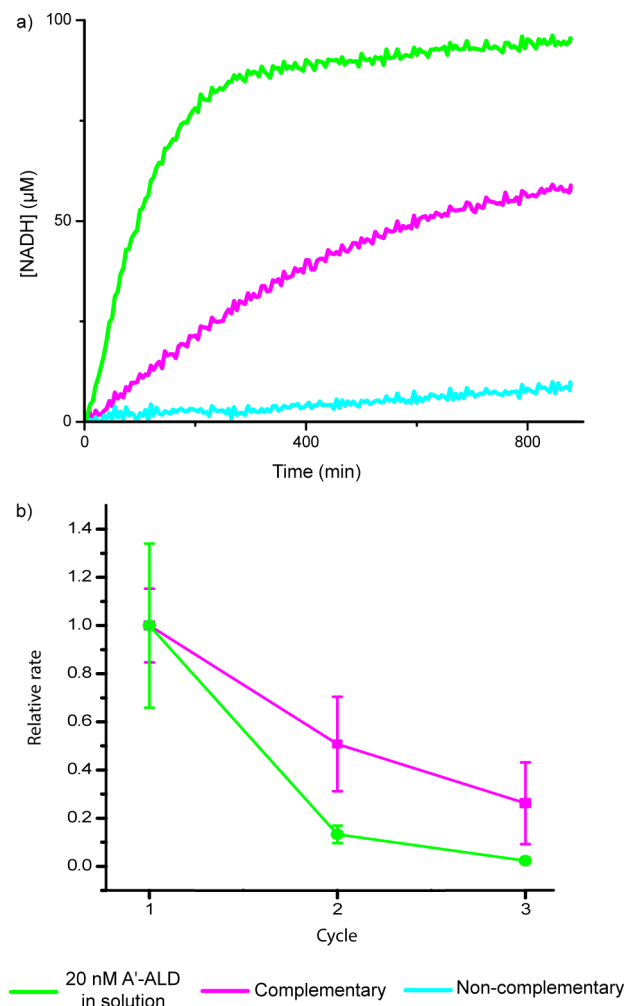 a)
100
50
0
[NADH] (μM)
0 400 800
Time (min)
b)
1.4
1.2
1.0
0.8
0.6
0.4
0.2
0.0
Relative rate
1 2 3
Cycle
20 nM A'-ALD
in solution
Complementary
Non-complementary